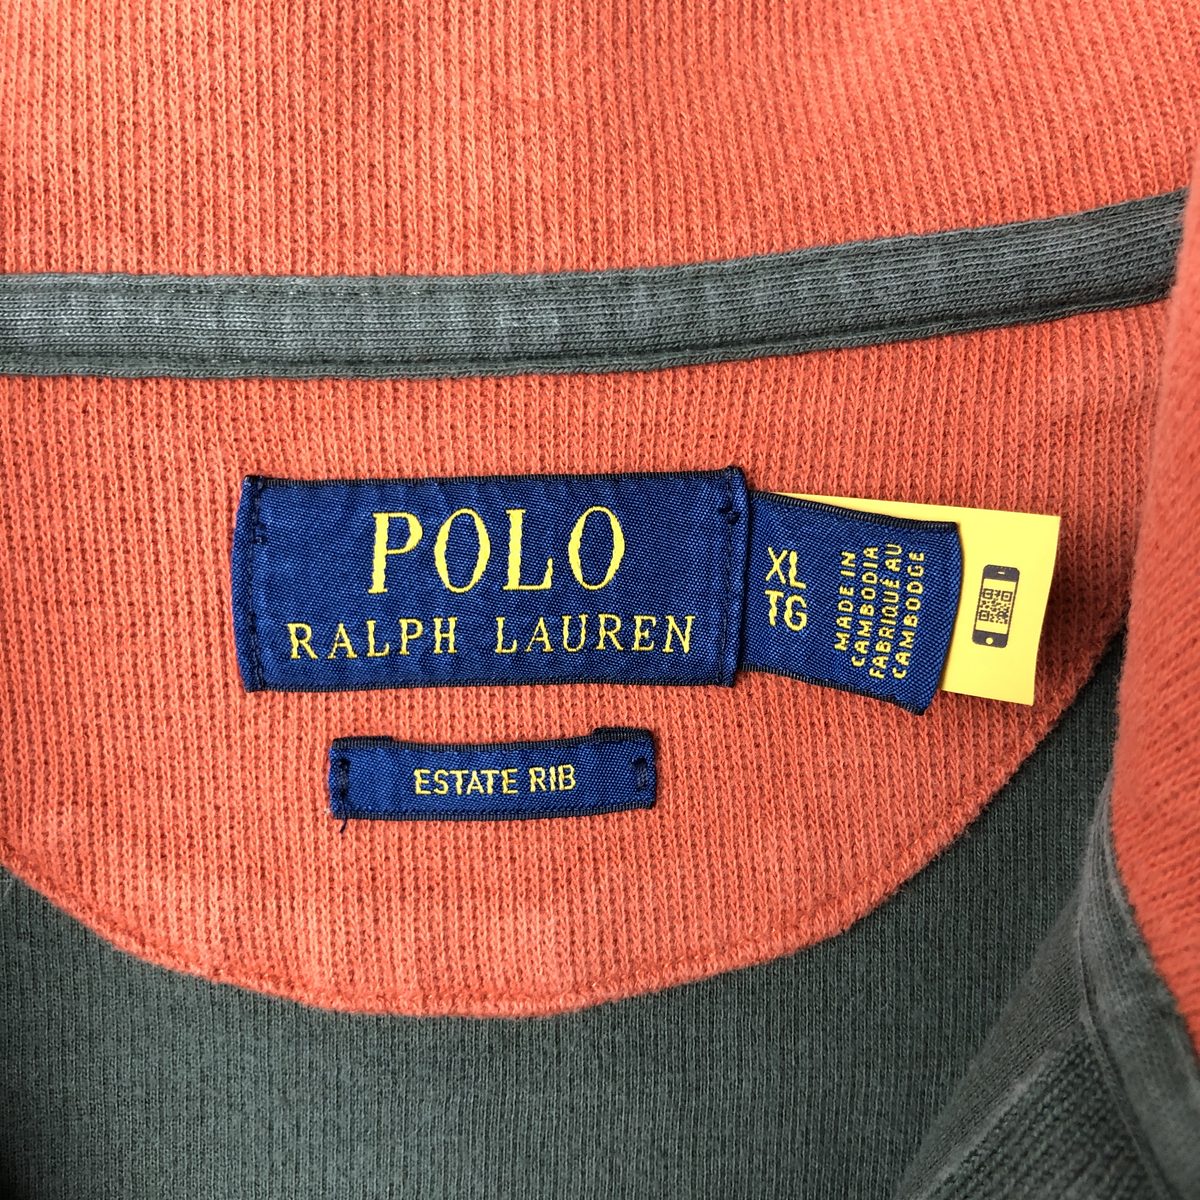 POLO
RALPH LAUREN
XL
TG
MADE IN
CAMBODIA
FABRIQUÉ AU
CAMBODGE
ESTATE RIB